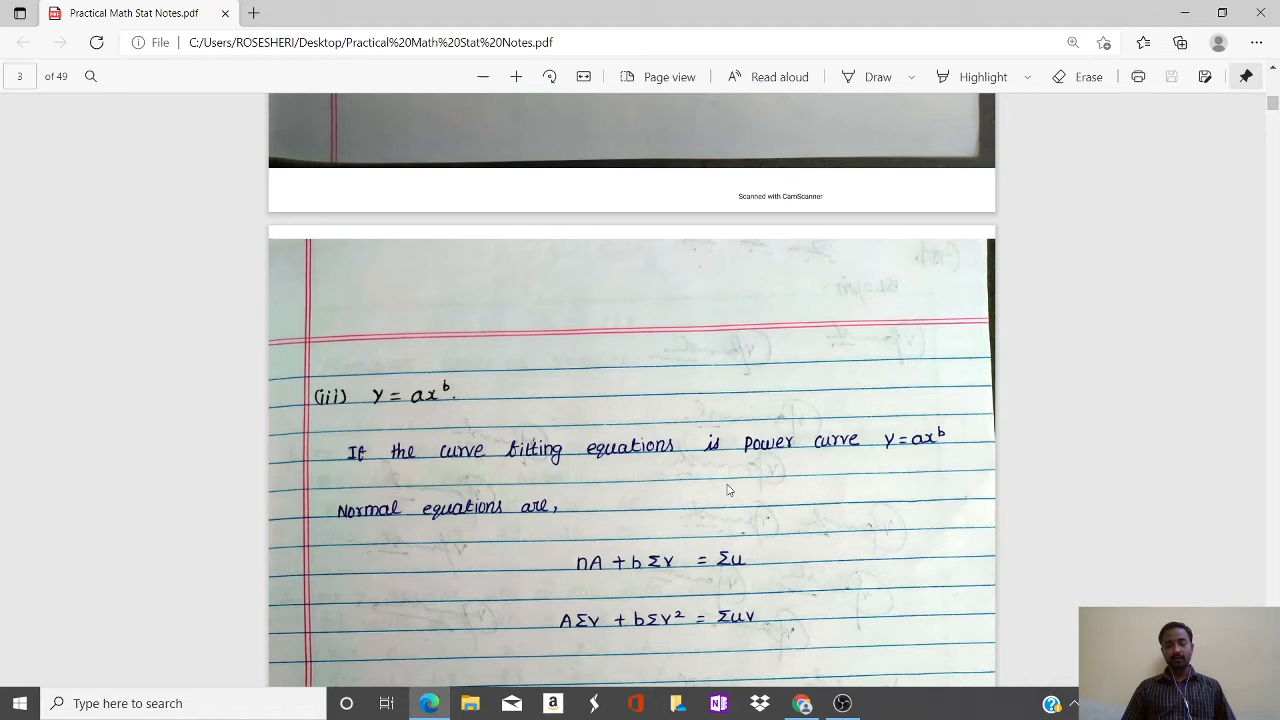 Practical Math Stat Notes.pdf
File
C:/Users/ROSESHERI/Desktop/Practical%20Math%20Stat%20Notes.pdf
3 of 49
Page view
Read aloud
Draw
Highlight
Erase
Scanned with CamScanner
(iii) Y = ax^b.
If the curve fitting equations is power curve Y = ax^b
Normal equations are,
nA + bΣv = Σu
AΣv + bΣv² = Σuv
Type here to search